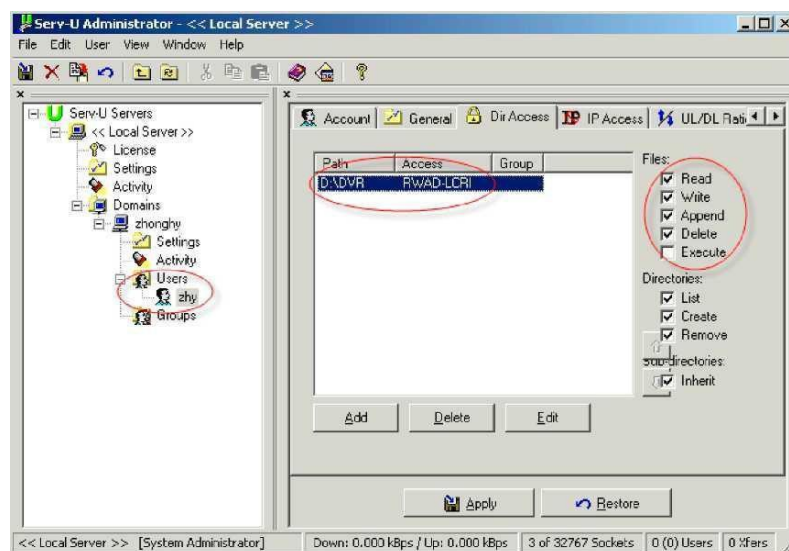 Serv-U Administrator - << Local Server >>
File Edit User View Window Help
Serv-U Servers
<< Local Server >>
License
Settings
Activity
Domains
zhonghy
Settings
Activity
Users
zhy
Groups
Account General Dir Access IP Access UL/DL
Path Access Group
D:\DVR RWAD-LCRI
Files:
Read
Write
Append
Delete
Execute
Directories:
List
Create
Remove
Sub-directories:
Inherit
Add Delete Edit
Apply Restore
<< Local Server >> [System Administrator] Down: 0.000 kBps / Up: 0.000 kBps 3 of 32767 Sockets 0 (0) Users 0 Xfers